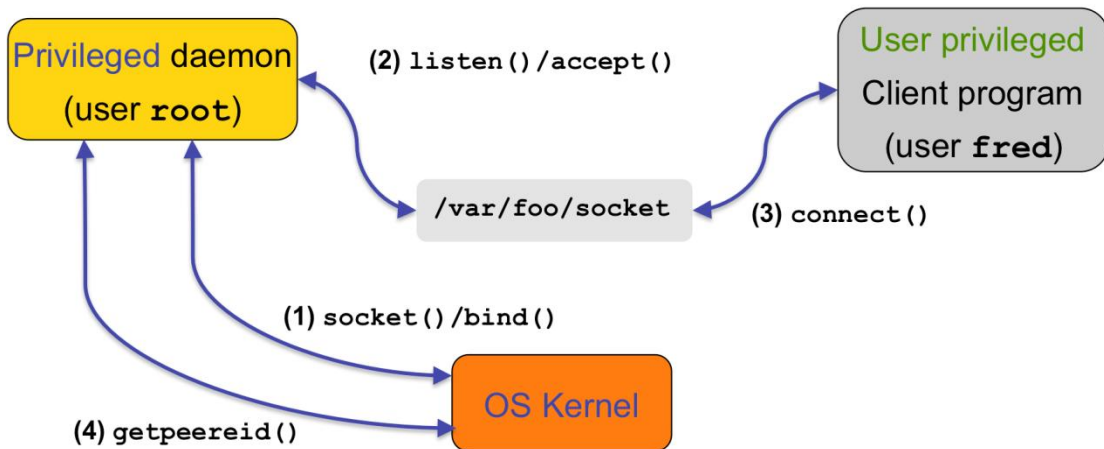 Privileged daemon
(user root)
(2) listen()/accept()
User privileged
Client program
(user fred)
/var/foo/socket
(3) connect()
(1) socket()/bind()
OS Kernel
(4) getpeereid()